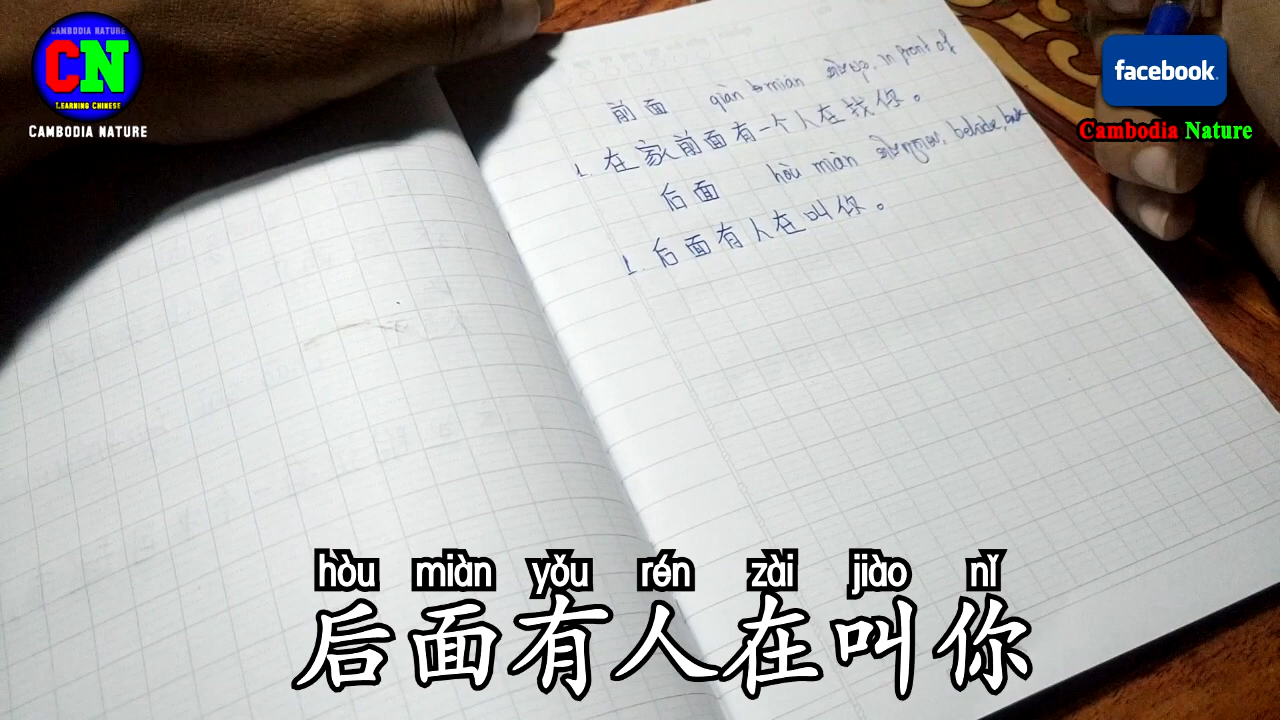 CAMBODIA NATURE
CN
LEARNING CHINESE
CAMBODIA NATURE
facebook
Cambodia Nature
前面 qiàn miàn in front of
1. 在家前面有一个人在找你。
后面 hòu miàn
1. 后面有人在叫你。
hòu miàn yǒu rén zài jiào nǐ
后面有人在叫你